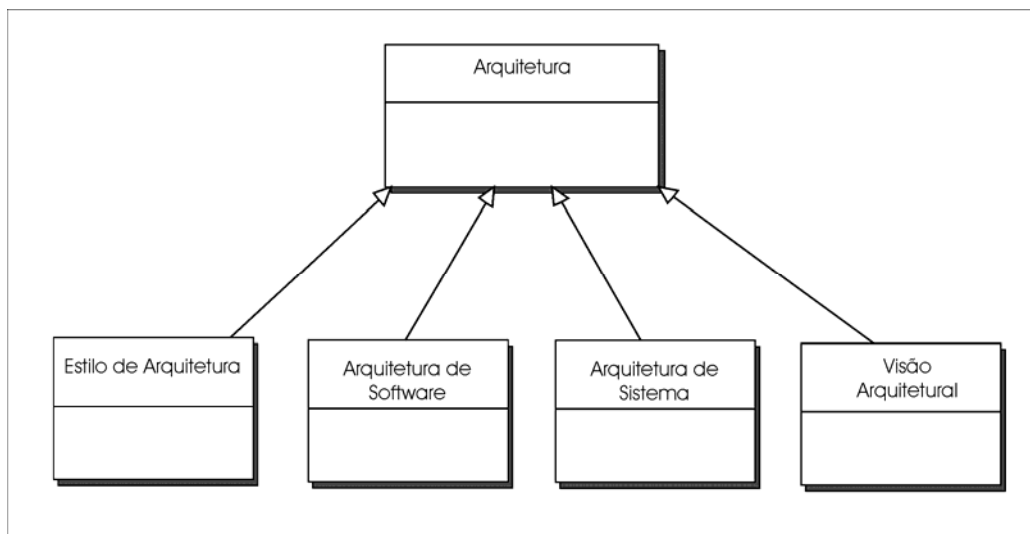 Arquitetura
Estilo de Arquitetura
Arquitetura de
Software
Arquitetura de
Sistema
Visão
Arquitetural